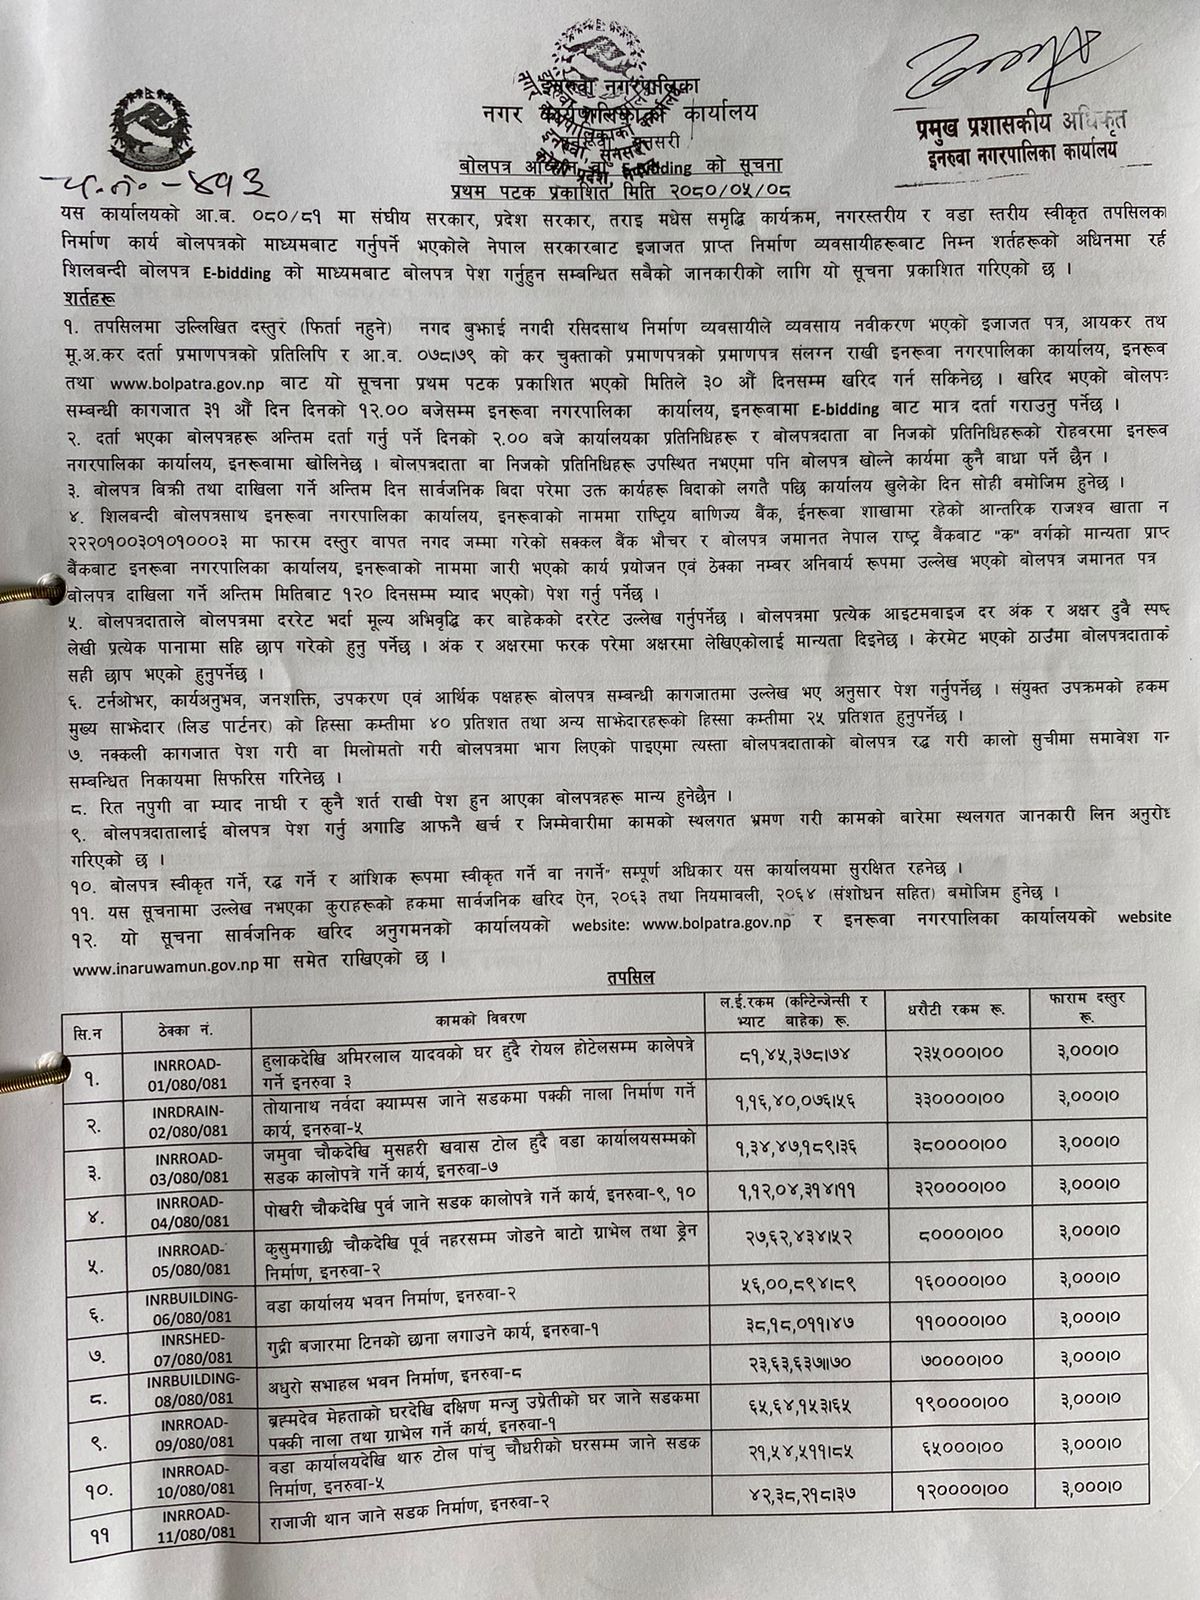 इनरुवा नगरपालिका
नगर कार्यपालिकाको कार्यालय
सुनसरी
प्रमुख प्रशासकीय अधिकृत
इनरुवा नगरपालिका कार्यालय
बोलपत्र E-bidding को सूचना
प्रथम पटक प्रकाशित मिति २०८०/०५/०८
यस कार्यालयको आ.व. ०८०/८१ मा संघीय सरकार, प्रदेश सरकार, तराइ मधेस समृद्धि कार्यक्रम, नगरस्तरीय र वडा स्तरीय स्वीकृत तपसिलका
निर्माण कार्य बोलपत्रको माध्यमबाट गर्नुपर्ने भएकोले नेपाल सरकारबाट इजाजत प्राप्त निर्माण व्यवसायीहरूबाट निम्न शर्तहरूको अधिनमा रही
शिलबन्दी बोलपत्र E-bidding को माध्यमबाट बोलपत्र पेश गर्नुहुन सम्बन्धित सबैको जानकारीको लागि यो सूचना प्रकाशित गरिएको छ ।
शर्तहरू
१. तपसिलमा उल्लिखित दस्तुर (फिर्ता नहुने) नगद बुझाई नगदी रसिदसाथ निर्माण व्यवसायीले व्यवसाय नवीकरण भएको इजाजत पत्र, आयकर तथ
मू.अ.कर दर्ता प्रमाणपत्रको प्रतिलिपि र आ.व. ०७८।७९ को कर चुक्ताको प्रमाणपत्रको प्रमाणपत्र संलग्न राखी इनरूवा नगरपालिका कार्यालय, इनरूव
तथा www.bolpatra.gov.np बाट यो सूचना प्रथम पटक प्रकाशित भएको मितिले ३० औं दिनसम्म खरिद गर्न सकिनेछ । खरिद भएको बोलपत्र
सम्बन्धी कागजात ३१ औं दिन दिनको १२.०० बजेसम्म इनरूवा नगरपालिका कार्यालय, इनरूवामा E-bidding बाट मात्र दर्ता गराउनु पर्नेछ ।
२. दर्ता भएका बोलपत्रहरू अन्तिम दर्ता गर्नु पर्ने दिनको २.०० बजे कार्यालयका प्रतिनिधिहरू र बोलपत्रदाता वा निजको प्रतिनिधिहरूको रोहवरमा इनरूव
नगरपालिका कार्यालय, इनरूवामा खोलिनेछ । बोलपत्रदाता वा निजको प्रतिनिधिहरू उपस्थित नभएमा पनि बोलपत्र खोल्ने कार्यमा कुनै बाधा पर्ने छैन ।
३. बोलपत्र बिक्री तथा दाखिला गर्ने अन्तिम दिन सार्वजनिक बिदा परेमा उक्त कार्यहरू बिदाको लगतै पछि कार्यालय खुलेको दिन सोही बमोजिम हुनेछ ।
४. शिलबन्दी बोलपत्रसाथ इनरूवा नगरपालिका कार्यालय, इनरूवाको नाममा राष्ट्रिय बाणिज्य बैंक, ईनरूवा शाखामा रहेको आन्तरिक राजश्व खाता न
२२२०१००३०१०१०००३ मा फारम दस्तुर वापत नगद जम्मा गरेको सक्कल बैंक भौचर र बोलपत्र जमानत नेपाल राष्ट्र बैंकबाट "क" वर्गको मान्यता प्राप्
बैंकबाट इनरूवा नगरपालिका कार्यालय, इनरूवाको नाममा जारी भएको कार्य प्रयोजन एवं ठेक्का नम्बर अनिवार्य रूपमा उल्लेख भएको बोलपत्र जमानत पत्र
बोलपत्र दाखिला गर्ने अन्तिम मितिबाट १२० दिनसम्म म्याद भएको) पेश गर्नु पर्नेछ ।
५. बोलपत्रदाताले बोलपत्रमा दररेट भर्दा मूल्य अभिवृद्धि कर बाहेकको दररेट उल्लेख गर्नुपर्नेछ । बोलपत्रमा प्रत्येक आइटमवाइज दर अंक र अक्षर दुवै स्पष्
लेखी प्रत्येक पानामा सहि छाप गरेको हुनु पर्नेछ । अंक र अक्षरमा फरक परेमा अक्षरमा लेखिएकोलाई मान्यता दिइनेछ । केरमेट भएको ठाउँमा बोलपत्रदाताको
सही छाप भएको हुनुपर्नेछ ।
६. टर्नओभर, कार्यअनुभव, जनशक्ति, उपकरण एवं आर्थिक पक्षहरू बोलपत्र सम्बन्धी कागजातमा उल्लेख भए अनुसार पेश गर्नुपर्नेछ । संयुक्त उपक्रमको हकमा
मुख्य साझेदार (लिड पार्टनर) को हिस्सा कम्तीमा ४० प्रतिशत तथा अन्य साझेदारहरूको हिस्सा कम्तीमा २५ प्रतिशत हुनुपर्नेछ ।
७. नक्कली कागजात पेश गरी वा मिलोमतो गरी बोलपत्रमा भाग लिएको पाइएमा त्यस्ता बोलपत्रदाताको बोलपत्र रद्ध गरी कालो सुचीमा समावेश गर्न
सम्बन्धित निकायमा सिफरिस गरिनेछ ।
८. रित नपुगी वा म्याद नाघी र कुनै शर्त राखी पेश हुन आएका बोलपत्रहरू मान्य हुनेछैन ।
९. बोलपत्रदातालाई बोलपत्र पेश गर्नु अगाडि आफनै खर्च र जिम्मेवारीमा कामको स्थलगत भ्रमण गरी कामको बारेमा स्थलगत जानकारी लिन अनुरोध
गरिएको छ ।
१०. बोलपत्र स्वीकृत गर्ने, रद्ध गर्ने र आंशिक रूपमा स्वीकृत गर्ने वा नगर्ने" सम्पूर्ण अधिकार यस कार्यालयमा सुरक्षित रहनेछ ।
११. यस सूचनामा उल्लेख नभएका कुराहरूको हकमा सार्वजनिक खरिद ऐन, २०६३ तथा नियमावली, २०६४ (संशोधन सहित) बमोजिम हुनेछ ।
१२. यो सूचना सार्वजनिक खरिद अनुगमनको कार्यालयको website: www.bolpatra.gov.np र इनरूवा नगरपालिका कार्यालयको website
www.inaruwamun.gov.np मा समेत राखिएको छ ।
तपसिल
सि.न ठेक्का नं. कामको विवरण ल.ई.रकम (कन्टिन्जेन्सी र भ्याट बाहेक) रू. धरौटी रकम रू. फाराम दस्तुर रू.
१. INRROAD-01/080/081 हुलाकदेखि अमिरलाल यादवको घर हुदै रोयल होटेलसम्म कालेपत्रे गर्ने इनरुवा ३ ८१,४५,३७८।७४ २३५०००।०० ३,०००।०
२. INRDRAIN-02/080/081 तोयानाथ नर्वदा क्याम्पस जाने सडकमा पक्की नाला निर्माण गर्ने कार्य, इनरुवा-५ १,१६,४०,०७६।५६ ३३००००।०० ३,०००।०
३. INRROAD-03/080/081 जमुवा चौकदेखि मुसहरी खवास टोल हुदै वडा कार्यालयसम्मको सडक कालोपत्रे गर्ने कार्य, इनरुवा-७ १,३४,४७,१८९।३६ ३८००००।०० ३,०००।०
४. INRROAD-04/080/081 पोखरी चौकदेखि पुर्व जाने सडक कालोपत्रे गर्ने कार्य, इनरुवा-९, १० १,१२,०४,३१४।११ ३२००००।०० ३,०००।०
५. INRROAD-05/080/081 कुसुमगाछी चौकदेखि पूर्व नहरसम्म जोडने बाटो ग्राभेल तथा ड्रेन निर्माण, इनरुवा-२ २७,६२,४३४।५२ ८००००।०० ३,०००।०
६. INRBUILDING-06/080/081 वडा कार्यालय भवन निर्माण, इनरुवा-२ ५६,००,८९४।८९ १६००००।०० ३,०००।०
७. INRSHED-07/080/081 गुद्री बजारमा टिनको छाना लगाउने कार्य, इनरुवा-१ ३८,१८,०११।४७ ११००००।०० ३,०००।०
८. INRBUILDING-08/080/081 अधुरो सभाहल भवन निर्माण, इनरुवा-८ २३,६३,६३७।७० ७००००।०० ३,०००।०
९. INRROAD-09/080/081 ब्रह्मदेव मेहताको घरदेखि दक्षिण मन्जु उप्रेतीको घर जाने सडकमा पक्की नाला तथा ग्राभेल गर्ने कार्य, इनरुवा-१ ६५,६४,१५३।६५ १९००००।०० ३,०००।०
१०. INRROAD-10/080/081 वडा कार्यालयदेखि थारु टोल पांचु चौधरीको घरसम्म जाने सडक निर्माण, इनरुवा-५ २१,५४,५११।८५ ६५०००।०० ३,०००।०
११ INRROAD-11/080/081 राजाजी थान जाने सडक निर्माण, इनरुवा-२ ४२,३८,२१८।३७ १२००००।०० ३,०००।०